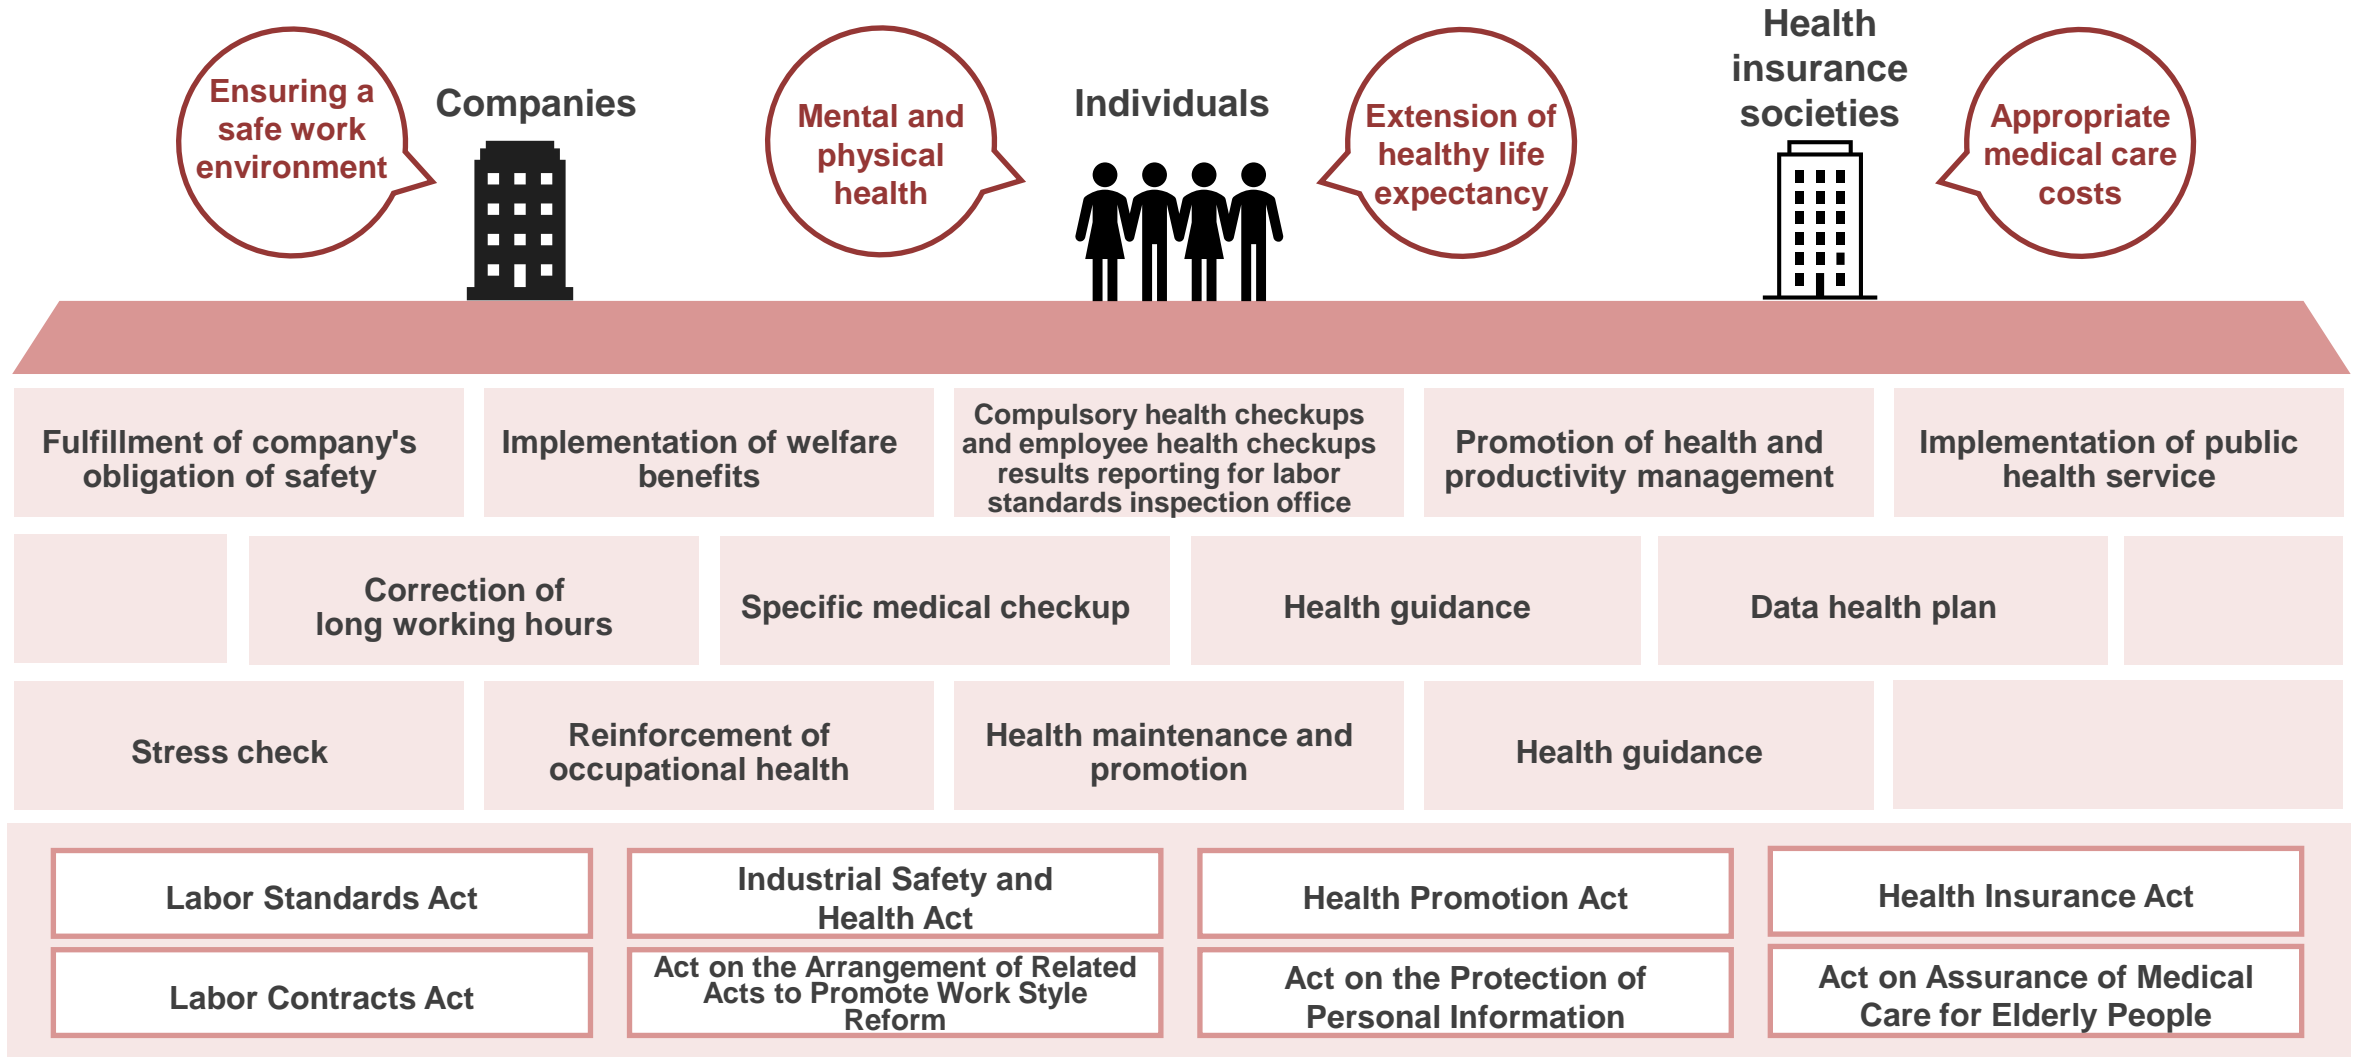 Ensuring a
safe work
environment
Companies
Mental and
physical
health
Individuals
Extension of
healthy life
expectancy
Health
insurance
societies
Appropriate
medical care
costs
Fulfillment of company's
obligation of safety
Implementation of welfare
benefits
Compulsory health checkups
and employee health checkups
results reporting for labor
standards inspection office
Promotion of health and
productivity management
Implementation of public
health service
Correction of
long working hours
Specific medical checkup
Health guidance
Data health plan
Stress check
Reinforcement of
occupational health
Health maintenance and
promotion
Health guidance
Labor Standards Act
Industrial Safety and
Health Act
Health Promotion Act
Health Insurance Act
Labor Contracts Act
Act on the Arrangement of Related
Acts to Promote Work Style
Reform
Act on the Protection of
Personal Information
Act on Assurance of Medical
Care for Elderly People